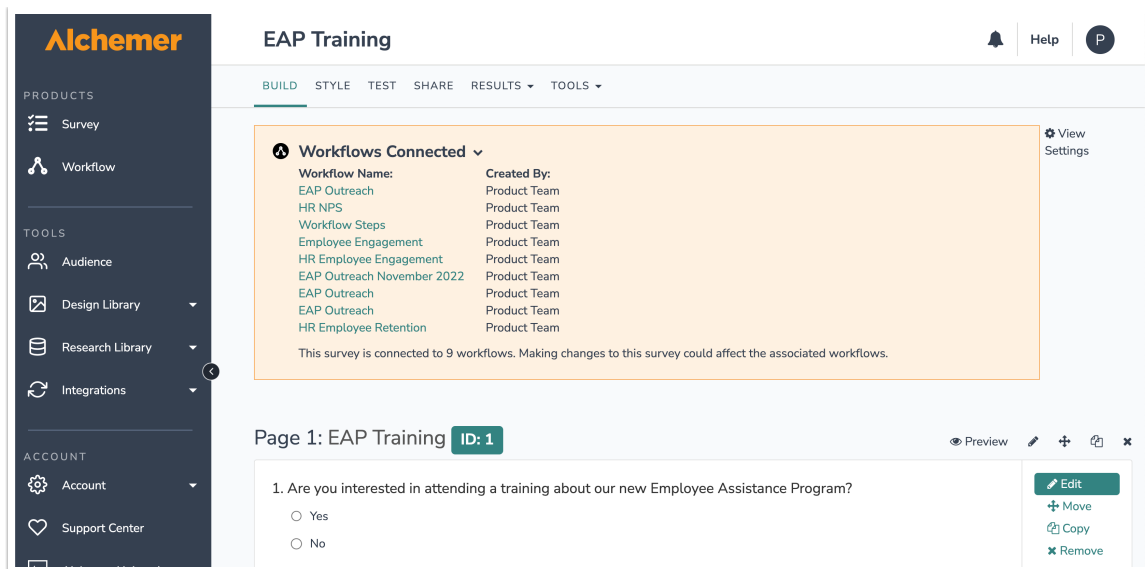 Alchemer
EAP Training
Help
P
PRODUCTS
Survey
Workflow
TOOLS
Audience
Design Library
Research Library
Integrations
ACCOUNT
Account
Support Center
BUILD STYLE TEST SHARE RESULTS TOOLS
View
Settings
Workflows Connected
Workflow Name: Created By:
EAP Outreach Product Team
HR NPS Product Team
Workflow Steps Product Team
Employee Engagement Product Team
HR Employee Engagement Product Team
EAP Outreach November 2022 Product Team
EAP Outreach Product Team
EAP Outreach Product Team
HR Employee Retention Product Team
This survey is connected to 9 workflows. Making changes to this survey could affect the associated workflows.
Page 1: EAP Training ID: 1
Preview
1. Are you interested in attending a training about our new Employee Assistance Program?
Yes
No
Edit
Move
Copy
Remove